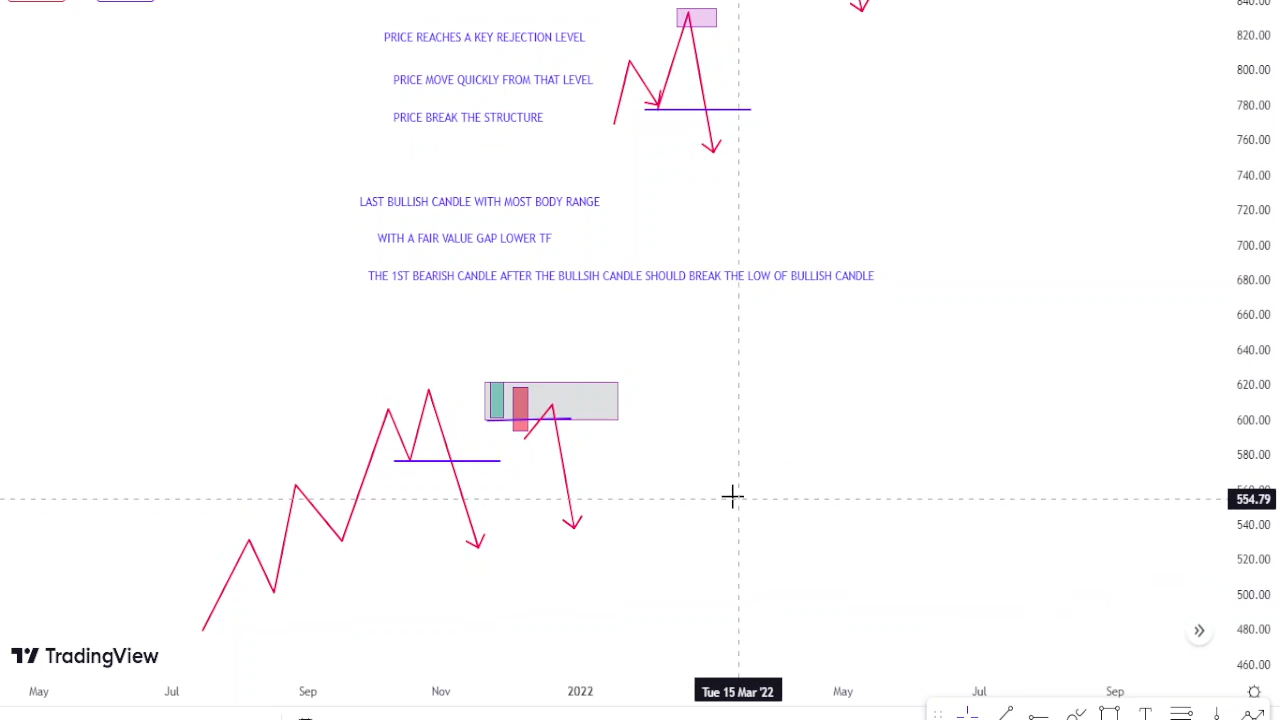 840.00
PRICE REACHES A KEY REJECTION LEVEL
820.00
800.00
PRICE MOVE QUICKLY FROM THAT LEVEL
780.00
PRICE BREAK THE STRUCTURE
760.00
740.00
LAST BULLISH CANDLE WITH MOST BODY RANGE
720.00
WITH A FAIR VALUE GAP LOWER TF
700.00
THE 1ST BEARISH CANDLE AFTER THE BULLSIH CANDLE SHOULD BREAK THE LOW OF BULLISH CANDLE
680.00
660.00
640.00
620.00
600.00
580.00
554.79
540.00
520.00
500.00
480.00
TradingView
460.00
May Jul Sep Nov 2022 Tue 15 Mar '22 May Jul Sep